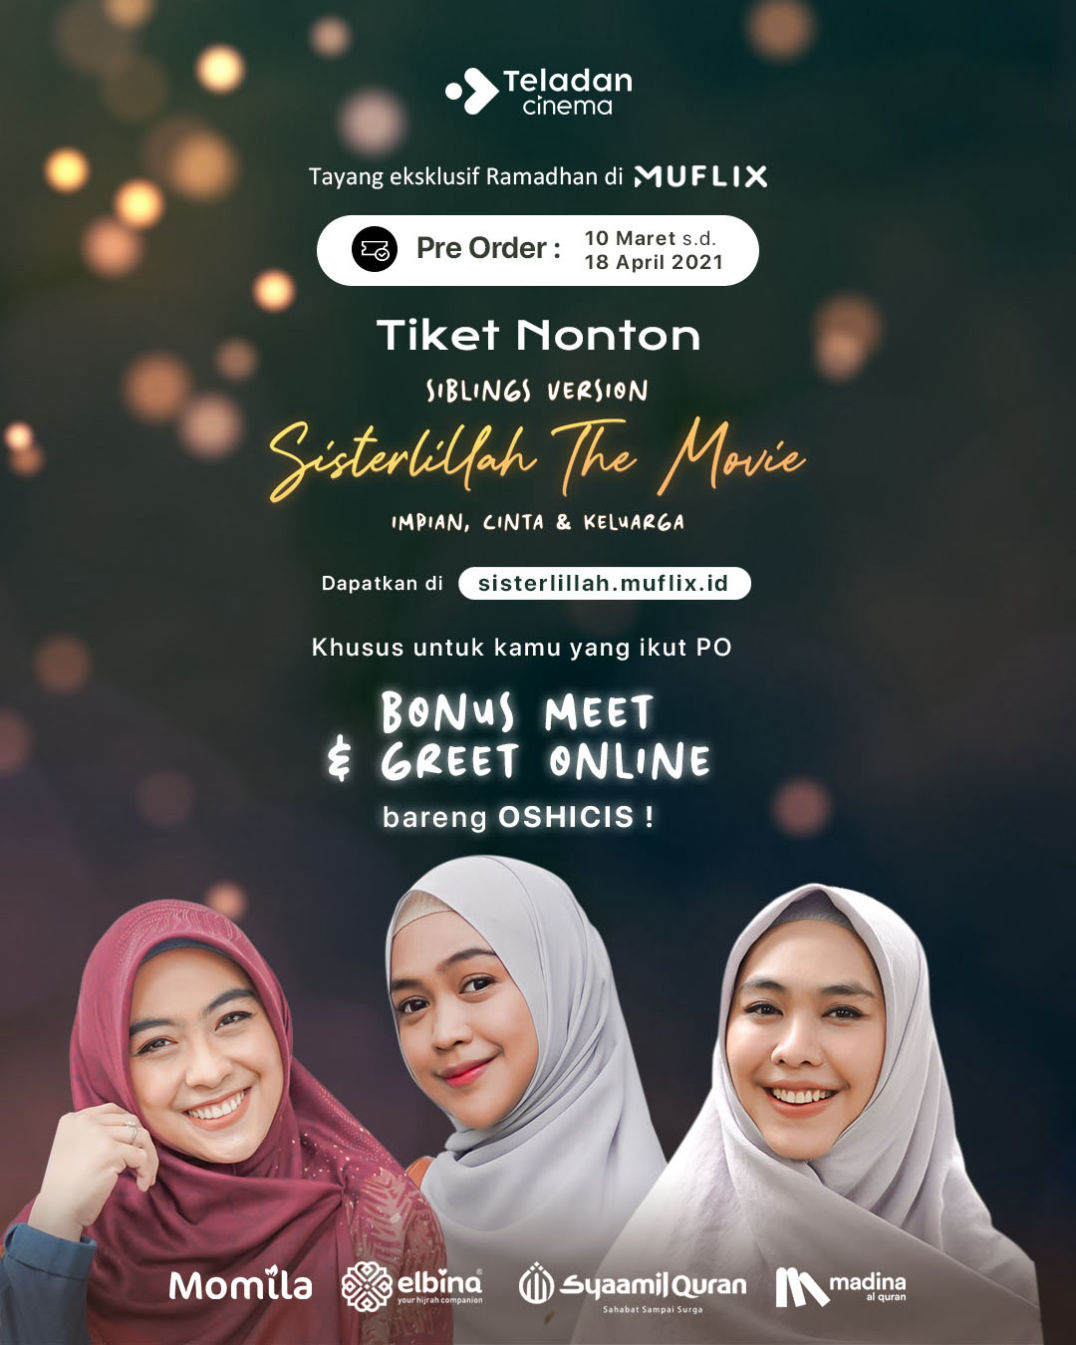 Teladan
cinema
Tayang eksklusif Ramadhan di MUFLIX
Pre Order : 10 Maret s.d.
18 April 2021
Tiket Nonton
SIBLINGS VERSION
Sisterlillah The Movie
IMPIAN, CINTA & KELUARGA
Dapatkan di sisterlillah.muflix.id
Khusus untuk kamu yang ikut PO
BONUS MEET
& GREET ONLINE
bareng OSHICIS !
Momila elbina® SyaamilQuran madina
your hijrah companion Sahabat Sampai Surga al quran